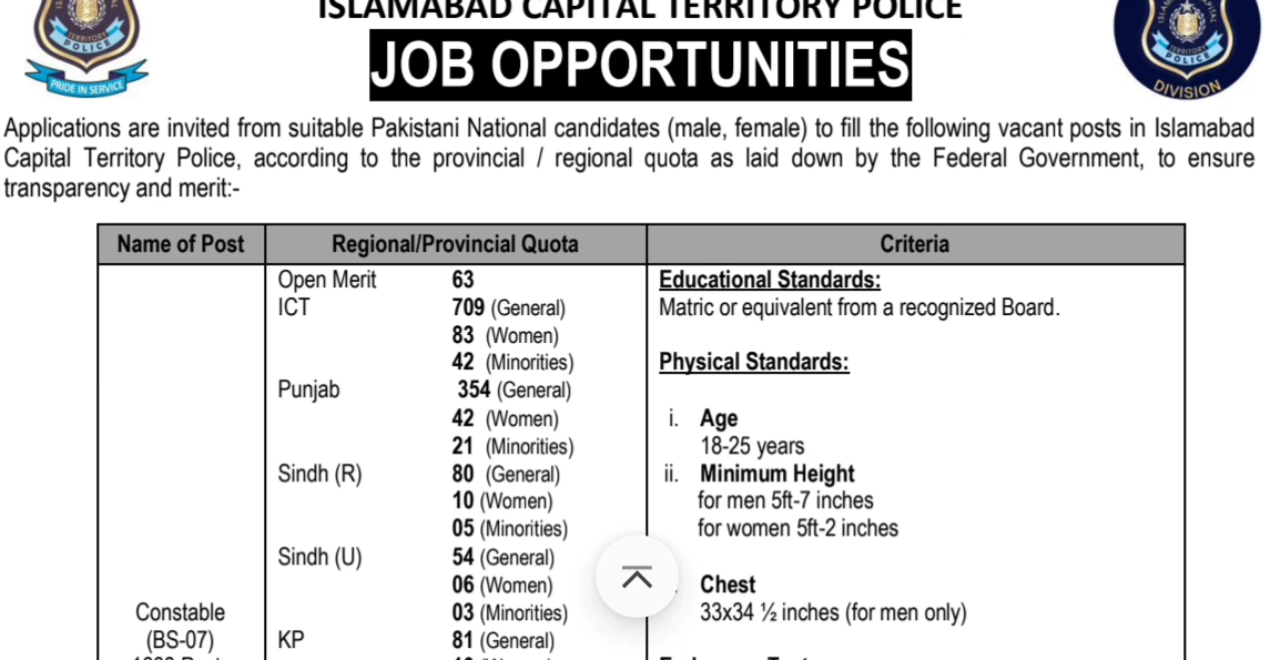 ISLAMABAD CAPITAL TERRITORY POLICE
JOB OPPORTUNITIES
POLICE
PRIDE IN SERVICE
TERRITORY
POLICE
DIVISION
Applications are invited from suitable Pakistani National candidates (male, female) to fill the following vacant posts in Islamabad
Capital Territory Police, according to the provincial / regional quota as laid down by the Federal Government, to ensure
transparency and merit:-
Name of Post Regional/Provincial Quota Criteria
Open Merit 63 Educational Standards:
ICT 709 (General) Matric or equivalent from a recognized Board.
83 (Women)
42 (Minorities) Physical Standards:
Punjab 354 (General)
42 (Women) i. Age
21 (Minorities) 18-25 years
Sindh (R) 80 (General) ii. Minimum Height
10 (Women) for men 5ft-7 inches
05 (Minorities) for women 5ft-2 inches
Sindh (U) 54 (General)
06 (Women) Chest
Constable 03 (Minorities) 33x34 ½ inches (for men only)
(BS-07) KP 81 (General)